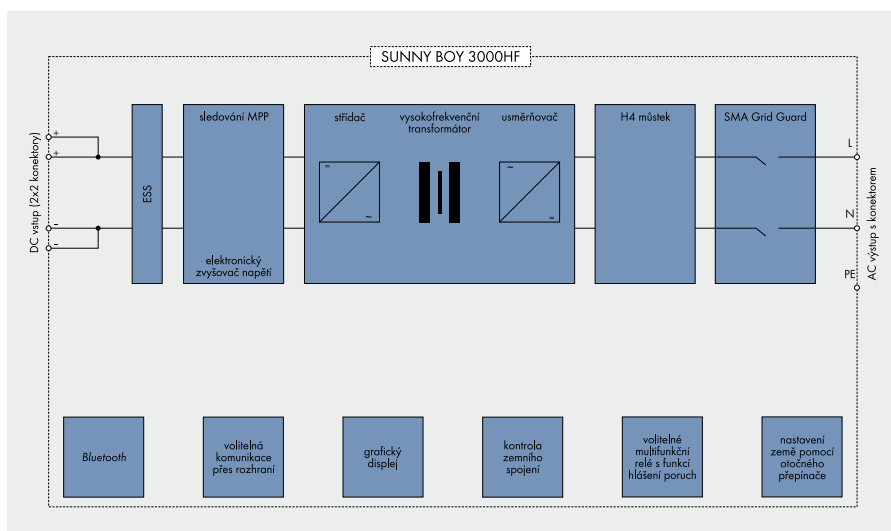 SUNNY BOY 3000HF
DC vstup (2x2 konektory)
+
+
-
-
ESS
sledování MPP
elektronický
zvyšovač napětí
střídač
=
~
vysokofrekvenční
transformátor
usměrňovač
~
=
H4 můstek
SMA Grid Guard
L
N
PE
AC výstup s konektorem
Bluetooth
volitelná
komunikace
přes rozhraní
grafický
displej
kontrola
zemního
spojení
volitelné
multifunkční
relé s funkcí
hlášení poruch
nastavení
země pomocí
otočného
přepínače